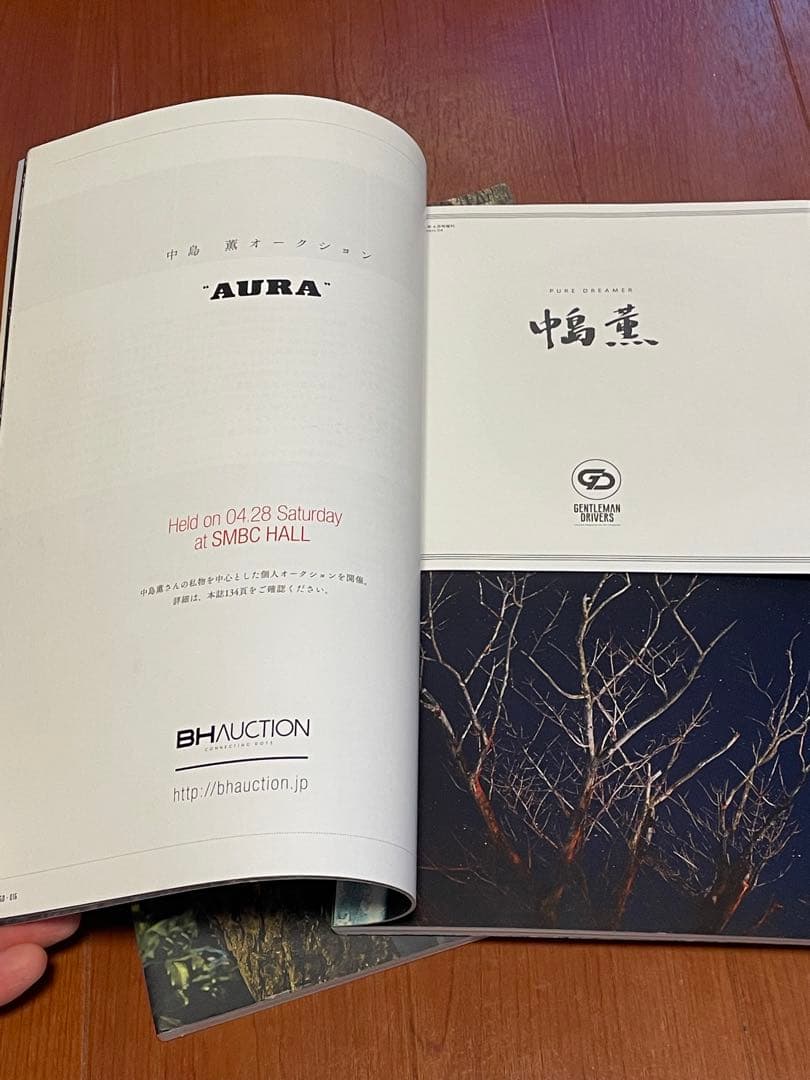 中島 薫オークション
"AURA"
Held on 04.28 Saturday
at SMBC HALL
中島薫さんの私物を中心とした個人オークションを開催。
詳細は、本誌134頁をご確認ください。
BHAUCTION
CONNECTING DOTS
http://bhauction.jp
PURE DREAMER
中島薫
GD
GENTLEMAN
DRIVERS